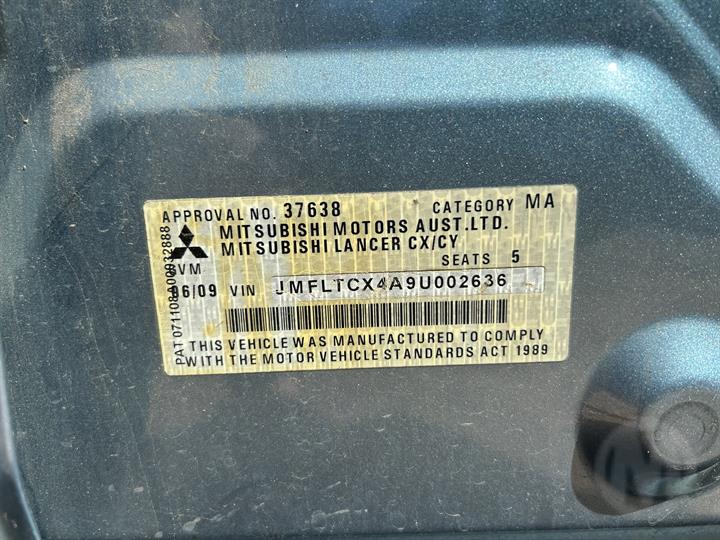 APPROVAL NO. 37638 CATEGORY MA
MITSUBISHI MOTORS AUST.LTD.
MITSUBISHI LANCER CX/CY
SVM SEATS 5
06/09 VIN JMFLTCX4A9U002636
THIS VEHICLE WAS MANUFACTURED TO COMPLY
WITH THE MOTOR VEHICLE STANDARDS ACT 1989